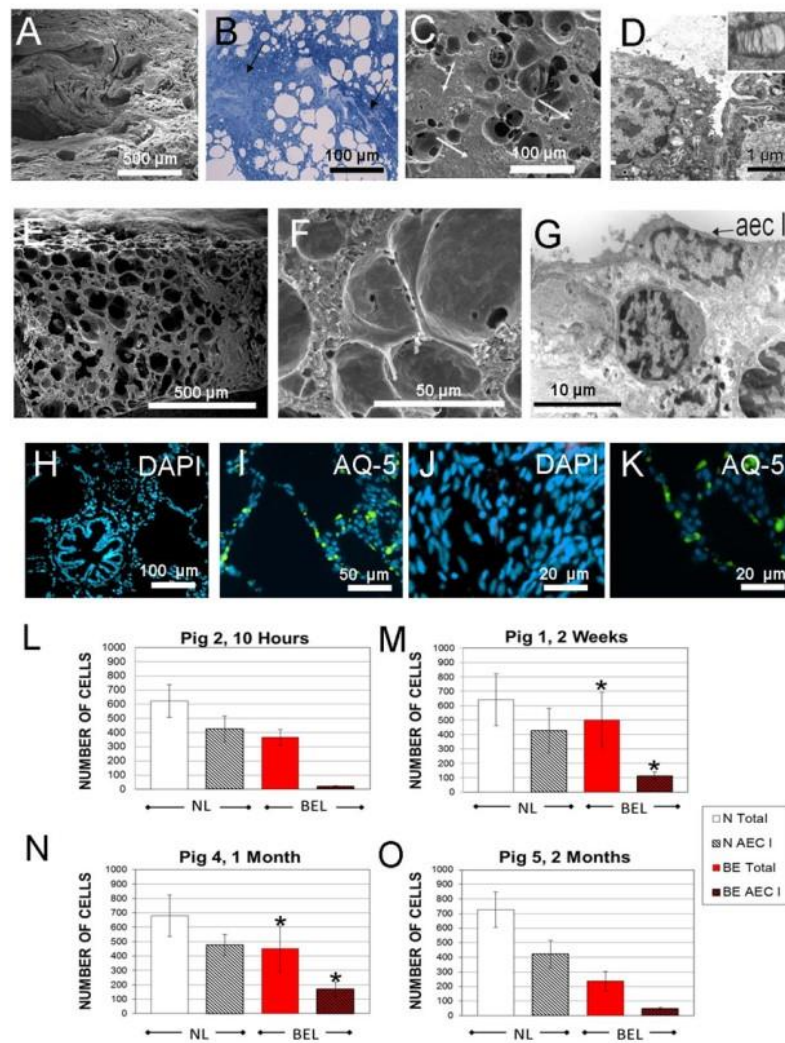 A
500 µm
B
100 µm
C
100 µm
D
1 µm
E
500 µm
F
50 µm
G
aec I
10 µm
H DAPI
100 µm
I AQ-5
50 µm
J DAPI
20 µm
K AQ-5
20 µm
L
Pig 2, 10 Hours
NUMBER OF CELLS
1000
900
800
700
600
500
400
300
200
100
0
NL
BEL
M
Pig 1, 2 Weeks
NUMBER OF CELLS
1000
900
800
700
600
500
400
300
200
100
0
*
*
NL
BEL
N
Pig 4, 1 Month
NUMBER OF CELLS
1000
900
800
700
600
500
400
300
200
100
0
*
*
NL
BEL
O
Pig 5, 2 Months
NUMBER OF CELLS
1000
900
800
700
600
500
400
300
200
100
0
NL
BEL
N Total
N AEC I
BE Total
BE AEC I